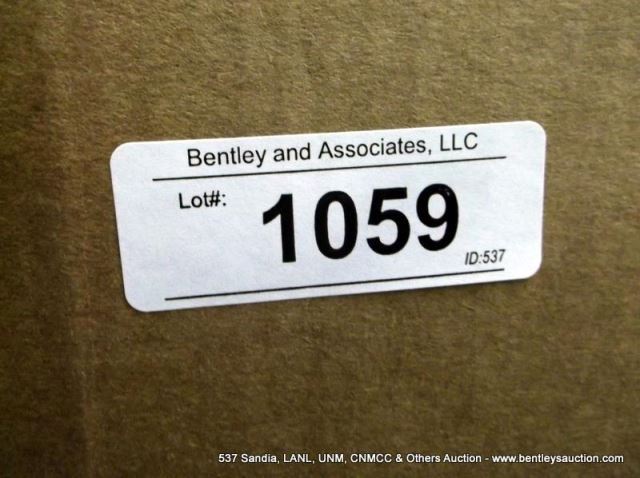 Bentley and Associates, LLC
Lot#:
1059
ID:537
537 Sandia, LANL, UNM, CNMCC & Others Auction - www.bentleysauction.com